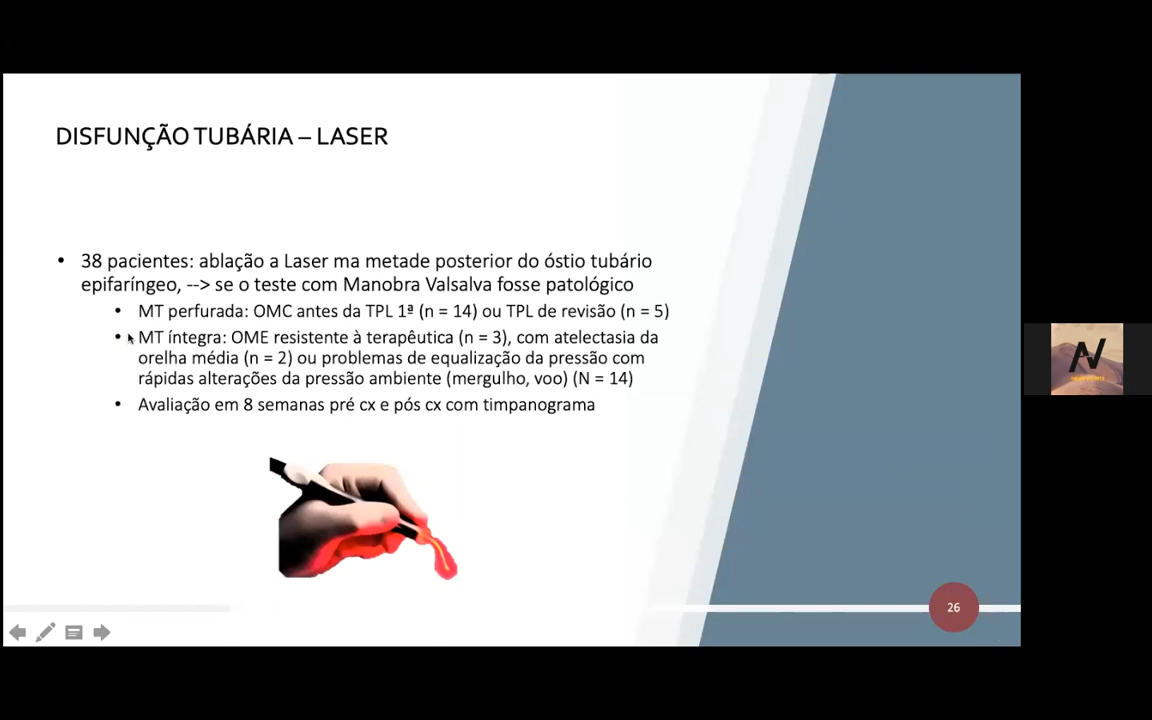 DISFUNÇÃO TUBÁRIA – LASER
• 38 pacientes: ablação a Laser ma metade posterior do óstio tubário
epifaríngeo, --> se o teste com Manobra Valsalva fosse patológico
• MT perfurada: OMC antes da TPL 1ª (n = 14) ou TPL de revisão (n = 5)
• MT íntegra: OME resistente à terapêutica (n = 3), com atelectasia da
orelha média (n = 2) ou problemas de equalização da pressão com
rápidas alterações da pressão ambiente (mergulho, voo) (N = 14)
• Avaliação em 8 semanas pré cx e pós cx com timpanograma
26